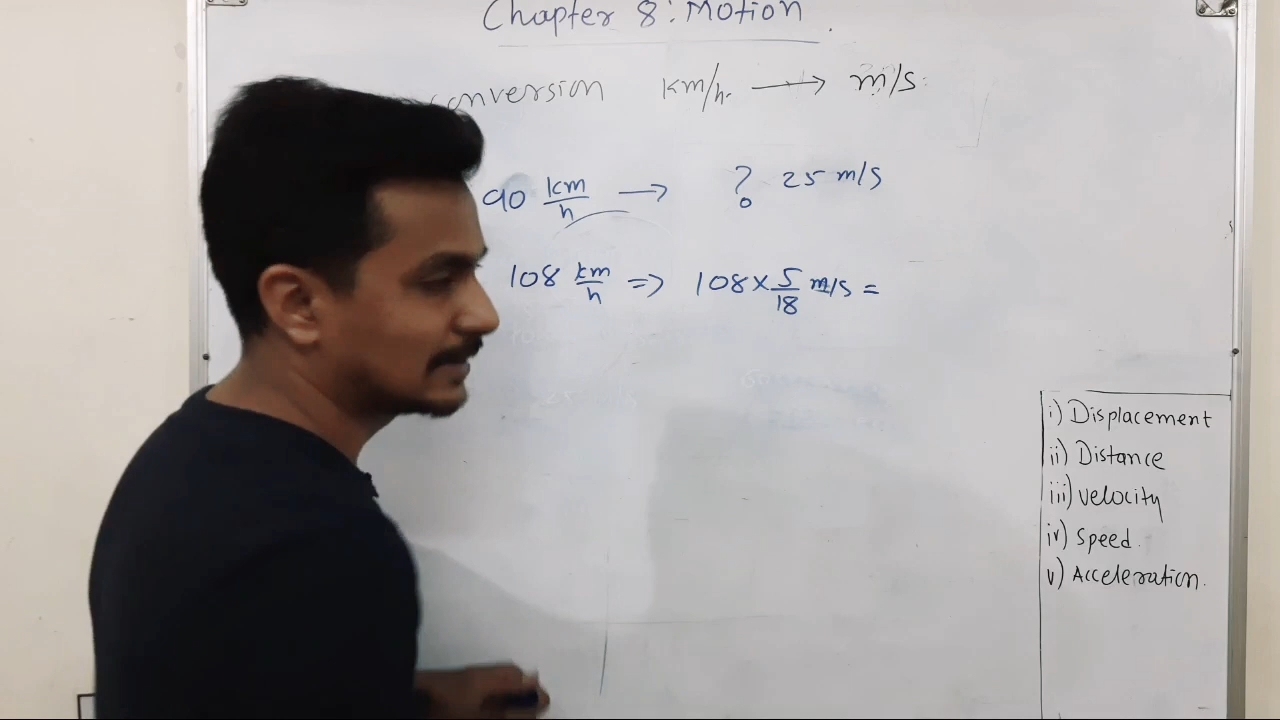 Chapter 8: Motion
conversion km/h. → m/s.
90 km/h → ? 25 m/s
108 km/h => 108 × 5/18 m/s =
i) Displacement
ii) Distance
iii) velocity
iv) Speed.
v) Acceleration.